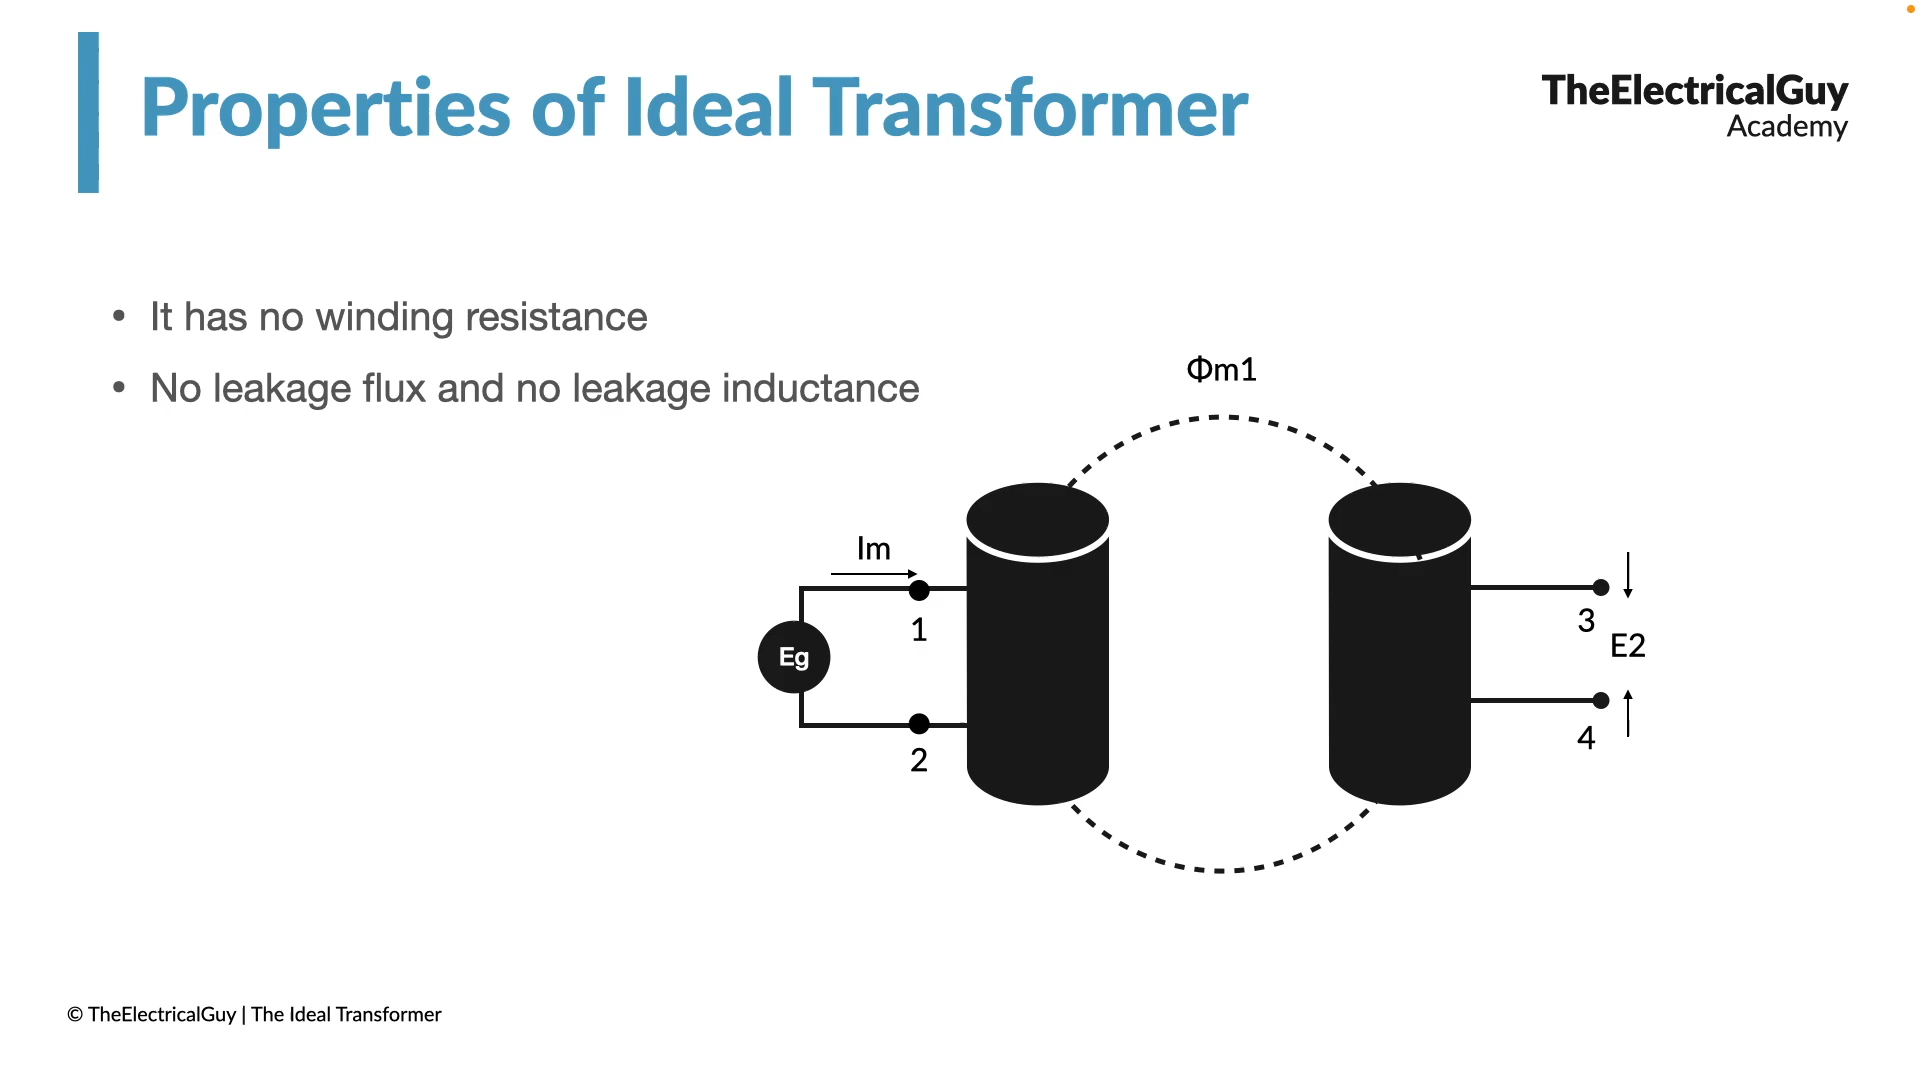 Properties of Ideal Transformer
TheElectricalGuy
Academy
• It has no winding resistance
• No leakage flux and no leakage inductance
Φm1
Im
1
Eg
2
3
E2
4
© TheElectricalGuy | The Ideal Transformer